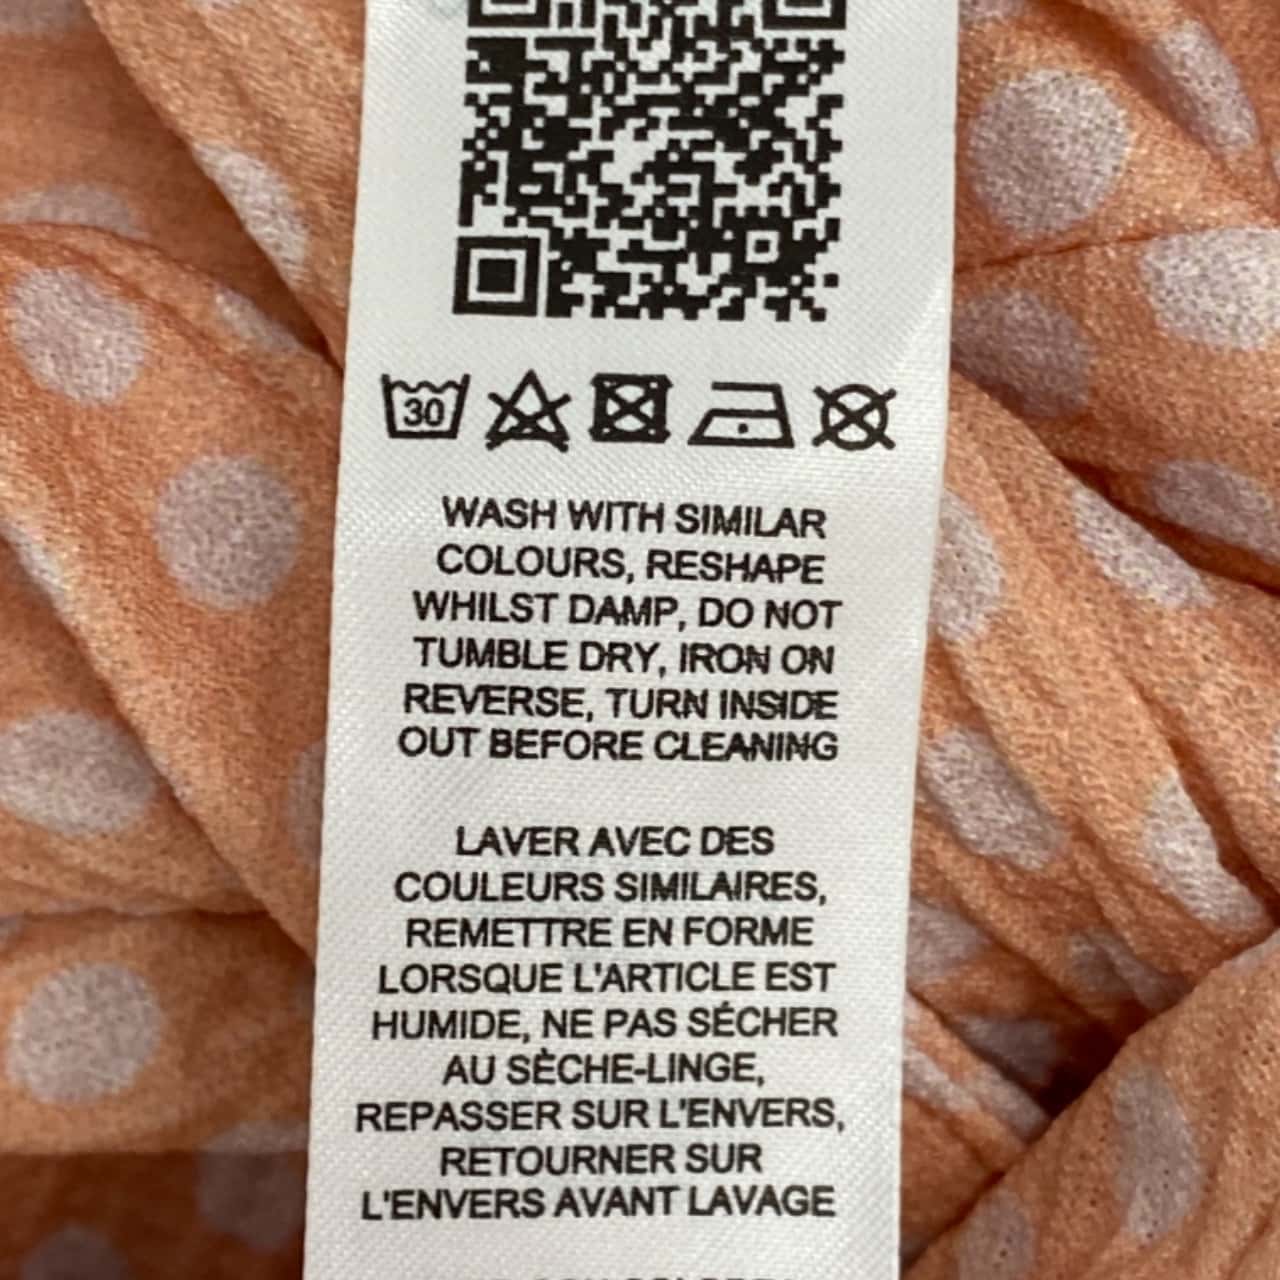 30
WASH WITH SIMILAR
COLOURS, RESHAPE
WHILST DAMP, DO NOT
TUMBLE DRY, IRON ON
REVERSE, TURN INSIDE
OUT BEFORE CLEANING
LAVER AVEC DES
COULEURS SIMILAIRES,
REMETTRE EN FORME
LORSQUE L'ARTICLE EST
HUMIDE, NE PAS SÉCHER
AU SÈCHE-LINGE,
REPASSER SUR L'ENVERS,
RETOURNER SUR
L'ENVERS AVANT LAVAGE